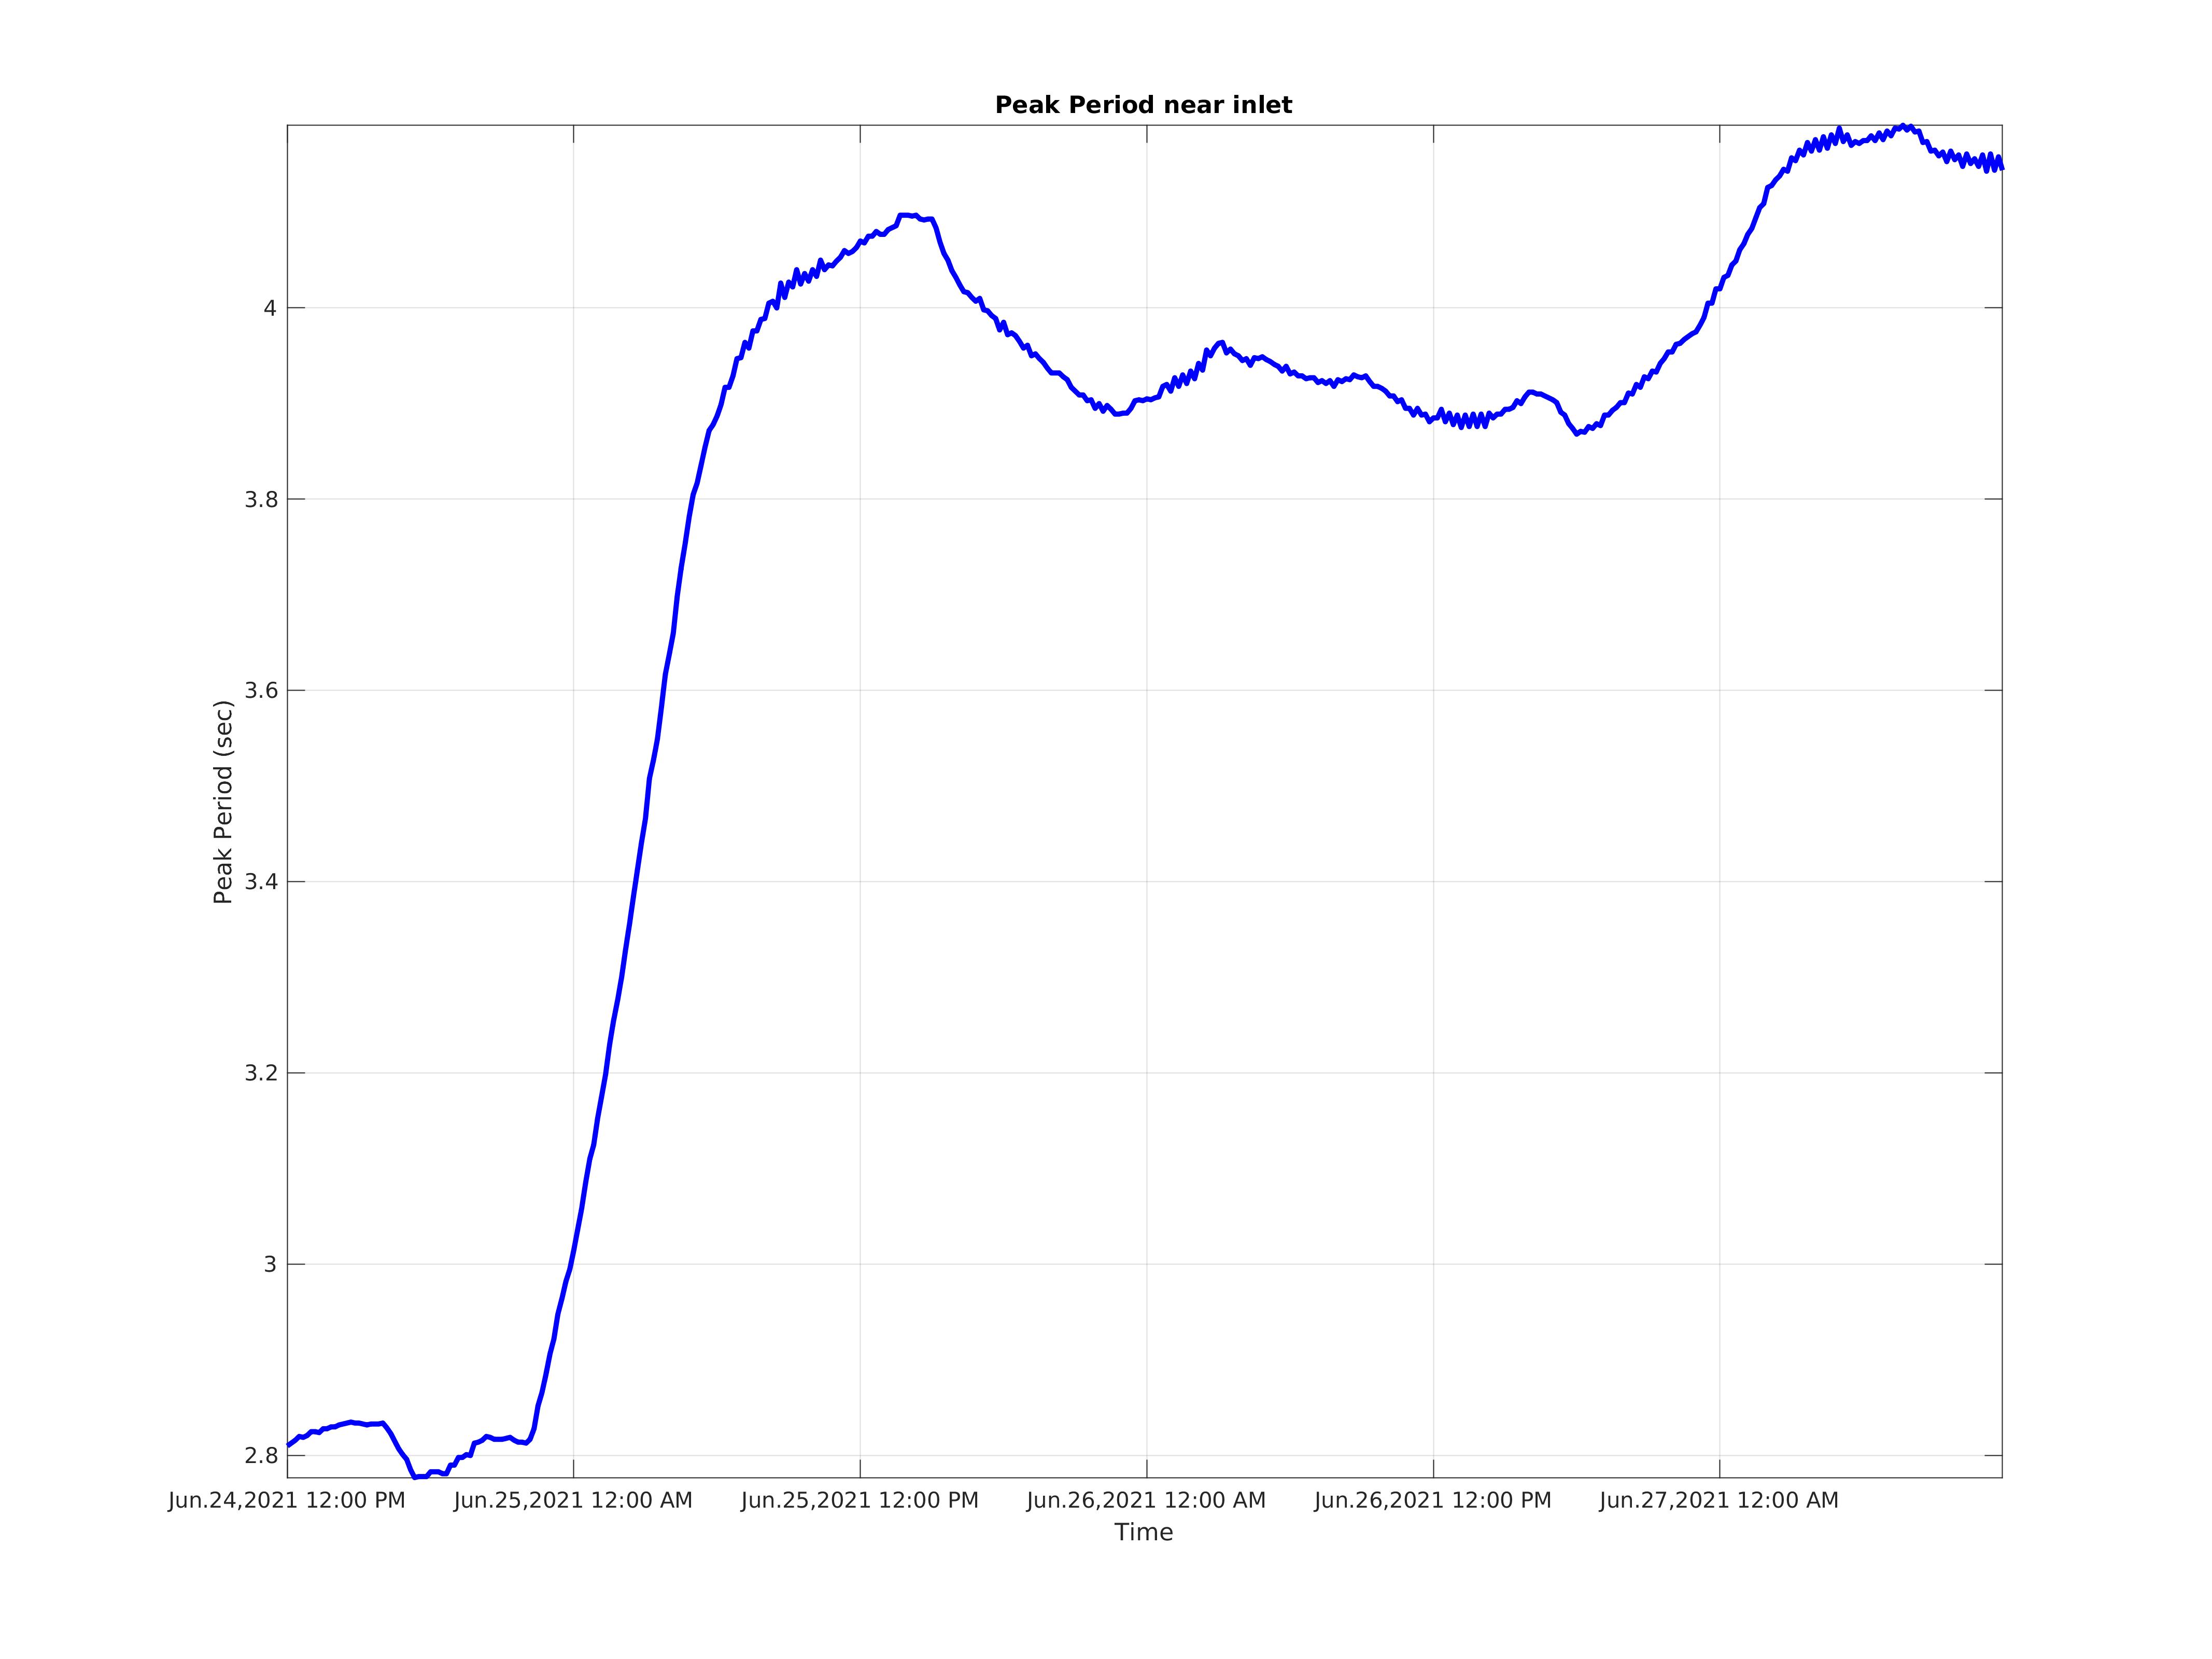 Peak Period near inlet
4
3.8
3.6
3.4
3.2
3
2.8
Peak Period (sec)
Jun.24,2021 12:00 PM
Jun.25,2021 12:00 AM
Jun.25,2021 12:00 PM
Jun.26,2021 12:00 AM
Jun.26,2021 12:00 PM
Jun.27,2021 12:00 AM
Time